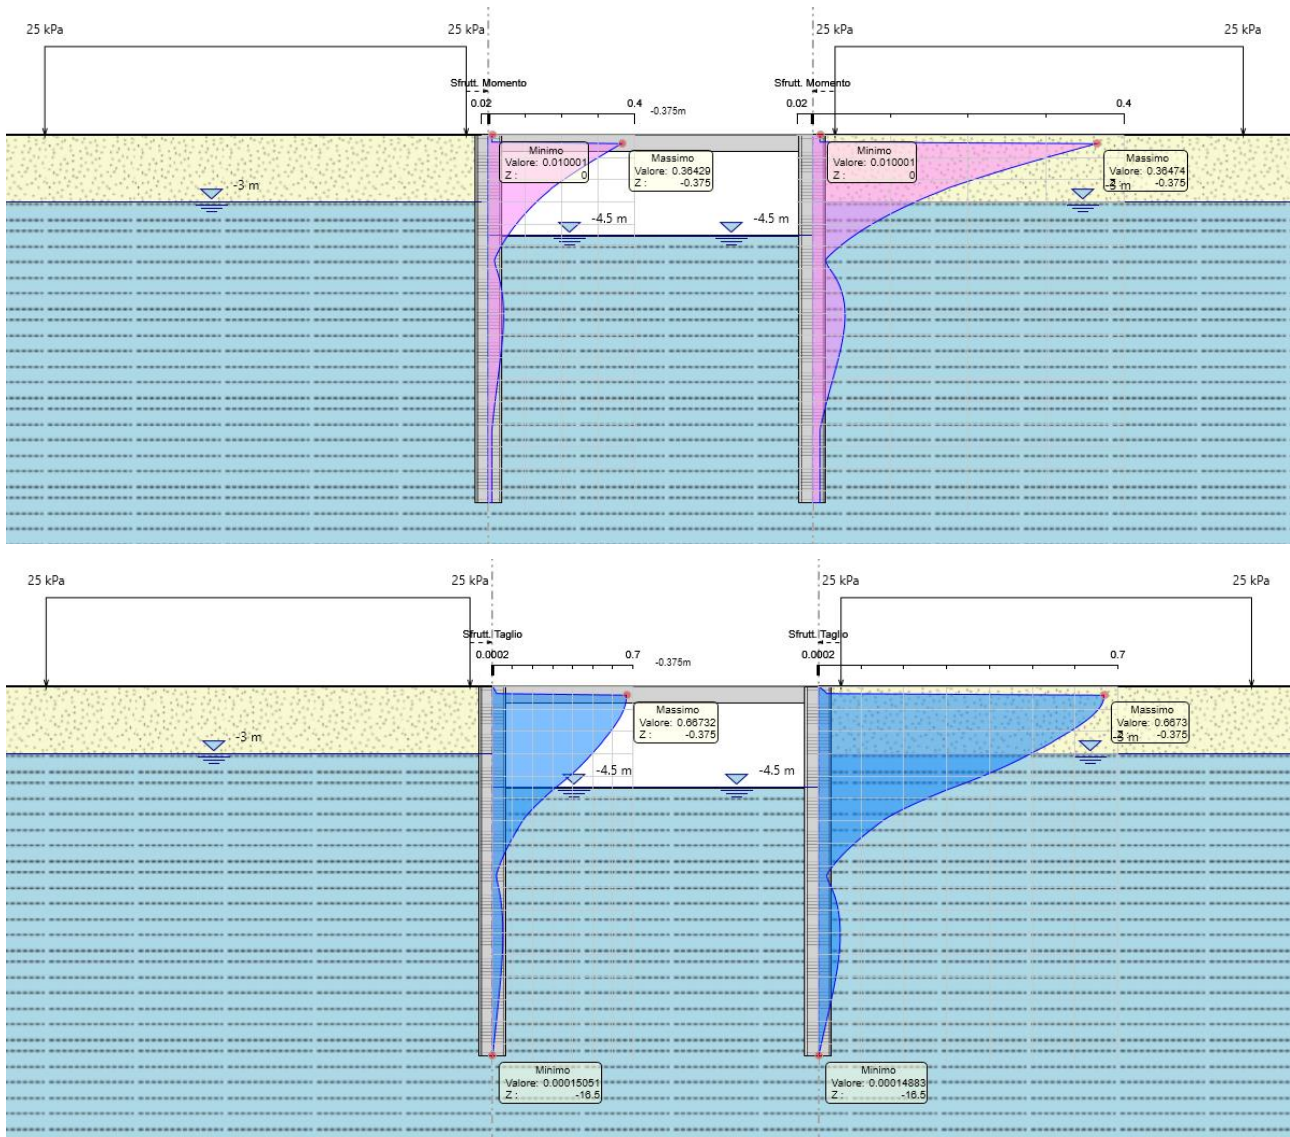 25 kPa
25 kPa
25 kPa
25 kPa
Sfrutt. Momento
Sfrutt. Momento
0.02
0.4
-0.375m
0.02
0.4
Minimo
Valore: 0.010001
Z : 0
Massimo
Valore: 0.36429
Z : -0.375
Minimo
Valore: 0.010001
Z : 0
Massimo
Valore: 0.36474
Z : -0.375
-3 m
-3 m
-4.5 m
-4.5 m
25 kPa
25 kPa
25 kPa
25 kPa
Sfrutt. Taglio
Sfrutt. Taglio
0.0002
0.7
-0.375m
0.0002
0.7
Massimo
Valore: 0.66732
Z : -0.375
Massimo
Valore: 0.6673
Z : -0.375
-3 m
-3 m
-4.5 m
-4.5 m
Minimo
Valore: 0.00015051
Z : -16.5
Minimo
Valore: 0.00014883
Z : -16.5